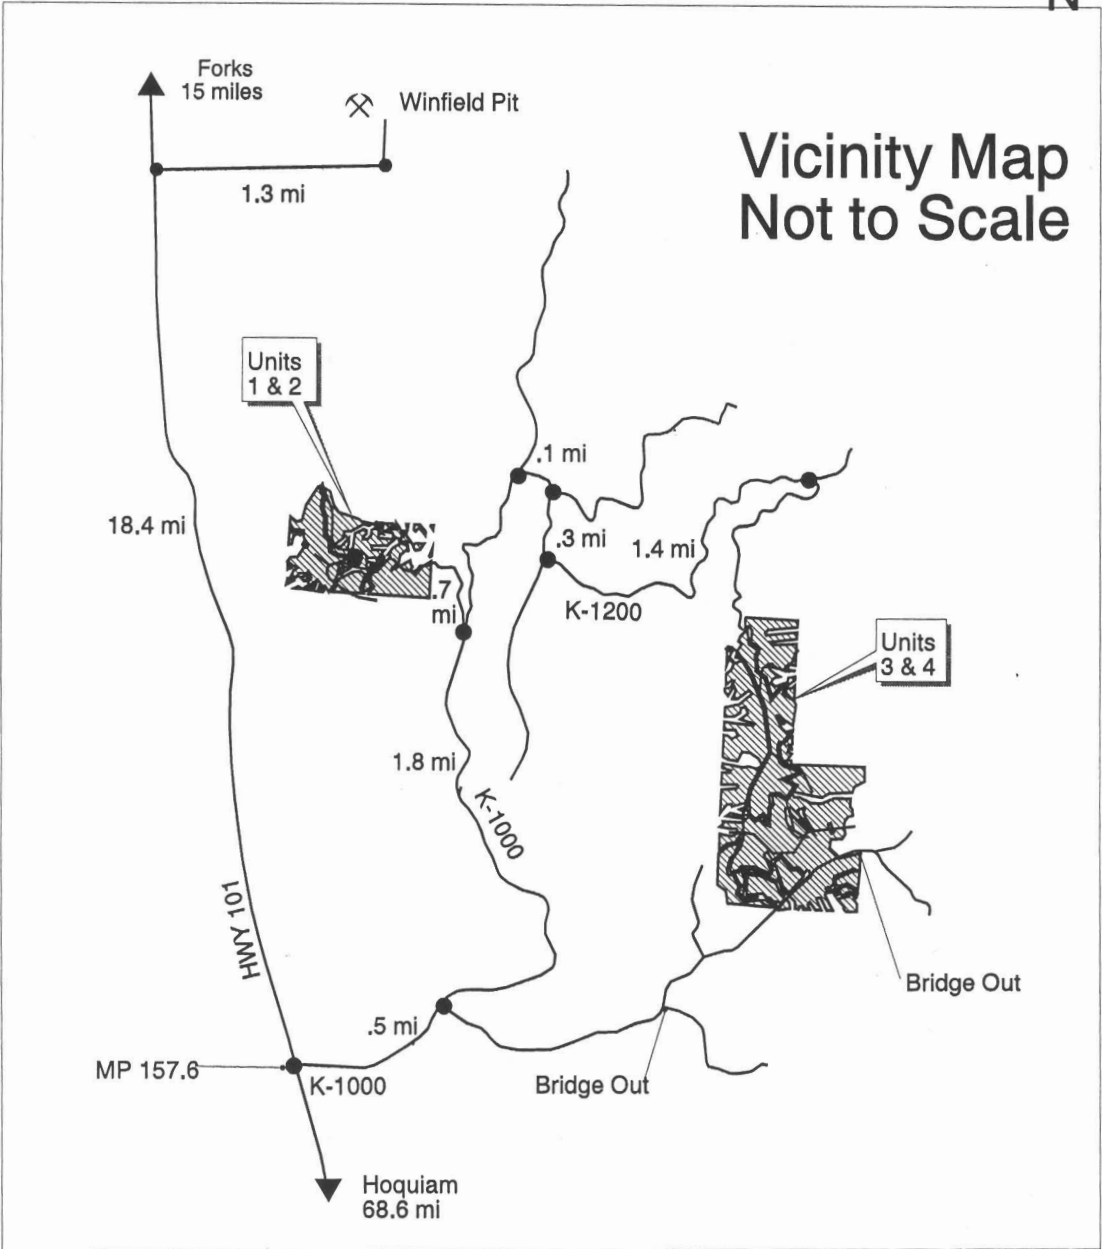 N
Forks
15 miles
Winfield Pit
1.3 mi
Vicinity Map
Not to Scale
Units
1 & 2
.1 mi
18.4 mi
.3 mi
1.4 mi
.7
mi
K-1200
Units
3 & 4
1.8 mi
K-1000
HWY 101
Bridge Out
.5 mi
MP 157.6
K-1000
Bridge Out
Hoquiam
68.6 mi